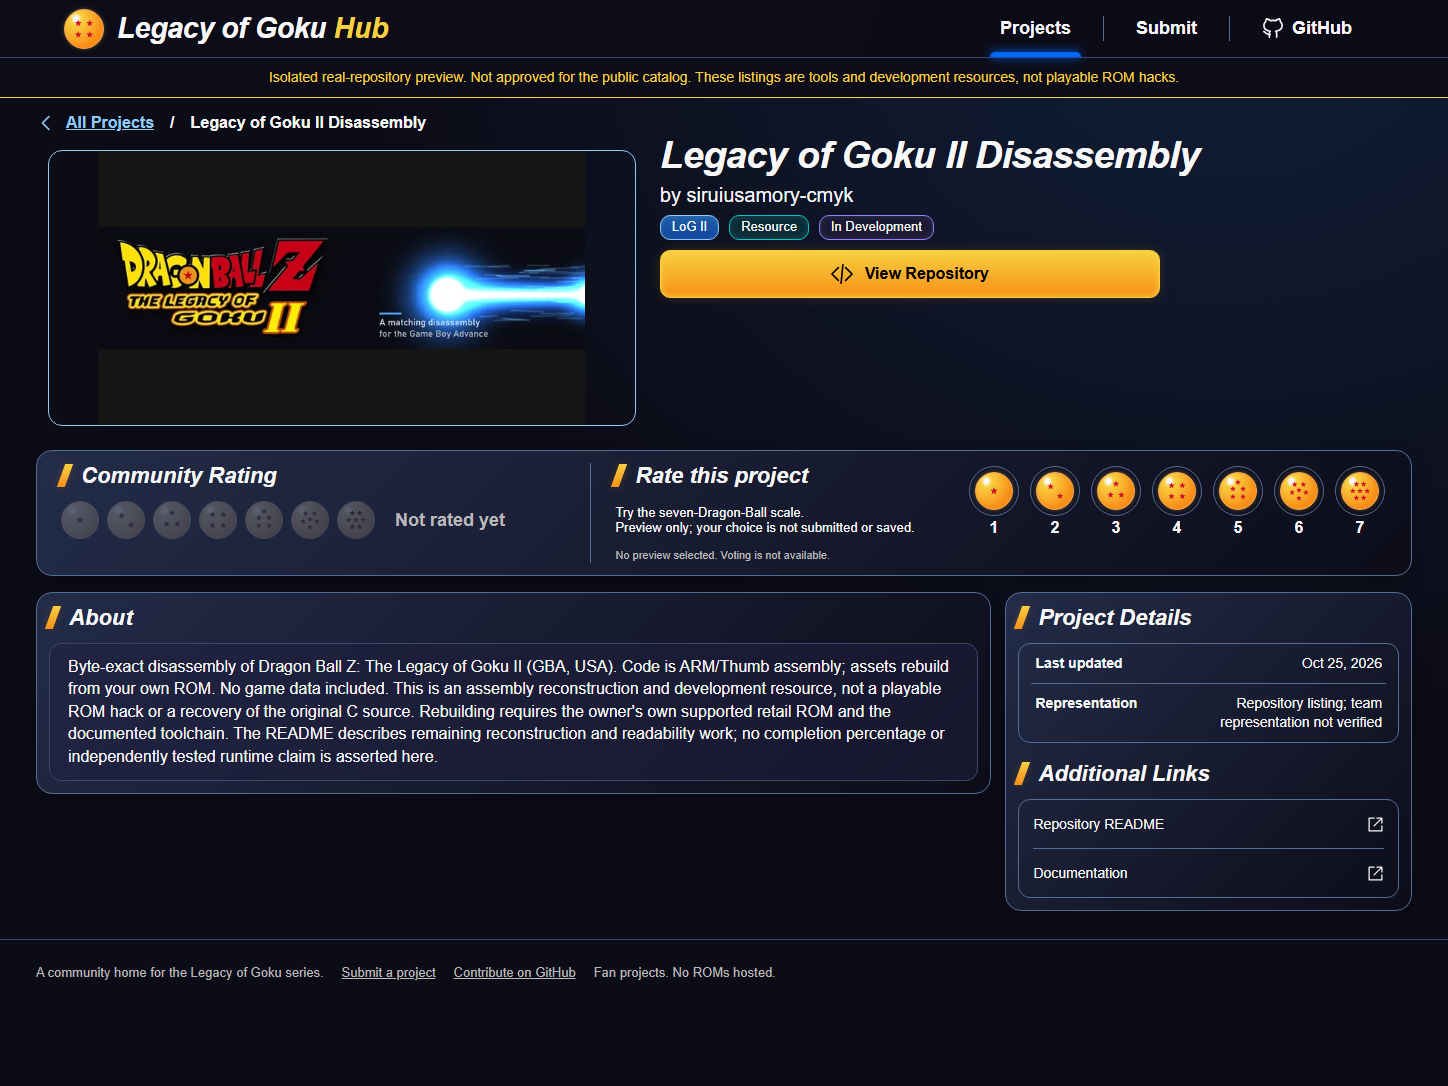 Legacy of Goku Hub
Projects
Submit
GitHub
Isolated real-repository preview. Not approved for the public catalog. These listings are tools and development resources, not playable ROM hacks.
All Projects / Legacy of Goku II Disassembly
DRAGON BALL Z
THE LEGACY OF
GOKU II
A matching disassembly
for the Game Boy Advance
Legacy of Goku II Disassembly
by siruiusamory-cmyk
LoG II
Resource
In Development
View Repository
Community Rating
Not rated yet
Rate this project
Try the seven-Dragon-Ball scale.
Preview only; your choice is not submitted or saved.
No preview selected. Voting is not available.
1 2 3 4 5 6 7
About
Byte-exact disassembly of Dragon Ball Z: The Legacy of Goku II (GBA, USA). Code is ARM/Thumb assembly; assets rebuild
from your own ROM. No game data included. This is an assembly reconstruction and development resource, not a playable
ROM hack or a recovery of the original C source. Rebuilding requires the owner's own supported retail ROM and the
documented toolchain. The README describes remaining reconstruction and readability work; no completion percentage or
independently tested runtime claim is asserted here.
Project Details
Last updated Oct 25, 2026
Representation Repository listing; team
representation not verified
Additional Links
Repository README
Documentation
A community home for the Legacy of Goku series. Submit a project Contribute on GitHub Fan projects. No ROMs hosted.